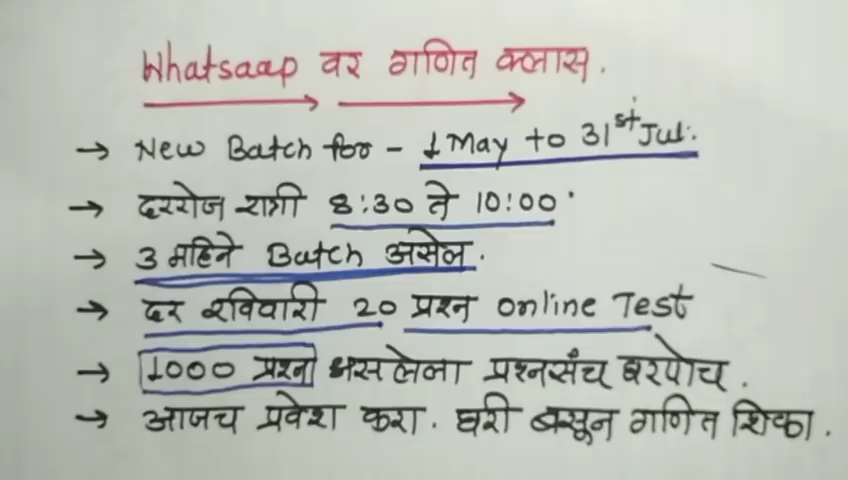 Whatsaap वर गणित क्लास.
→ New Batch for - 1 May to 31st Jul.
→ दररोज रात्री 8:30 ते 10:00.
→ 3 महिने Batch असेल.
→ दर रविवारी 20 प्रश्न online Test
→ 1000 प्रश्न असलेला प्रश्नसंच घरपोच.
→ आजच प्रवेश करा. घरी बसून गणित शिका.